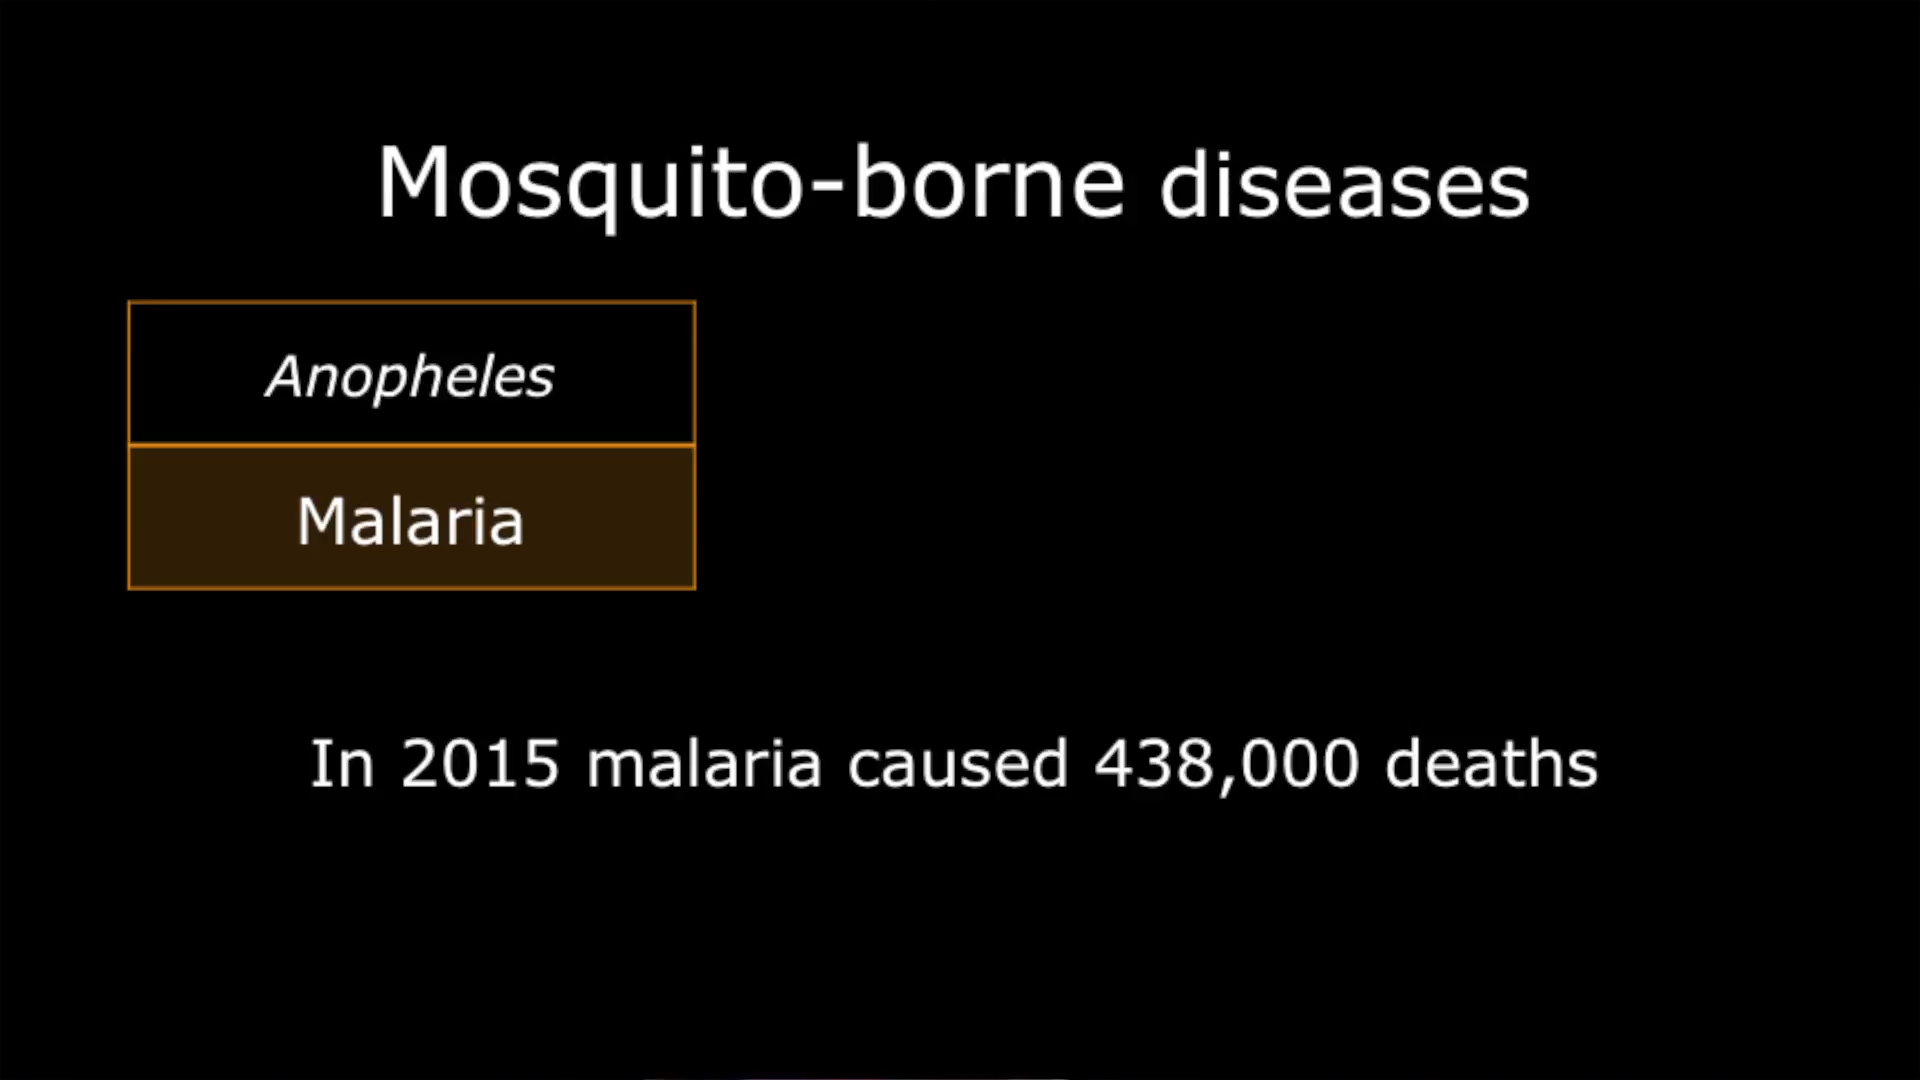 Mosquito-borne diseases
Anopheles
Malaria
In 2015 malaria caused 438,000 deaths